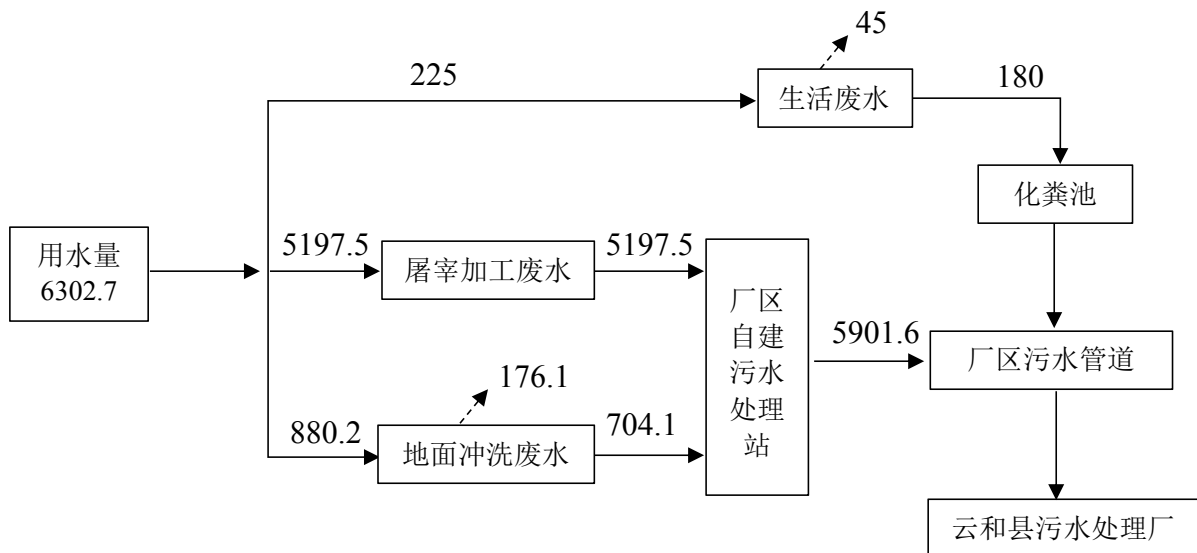 45
225
生活废水
180
化粪池
用水量
6302.7
5197.5
屠宰加工废水
5197.5
厂区
自建
污水
处理
站
5901.6
厂区污水管道
176.1
880.2
地面冲洗废水
704.1
云和县污水处理厂